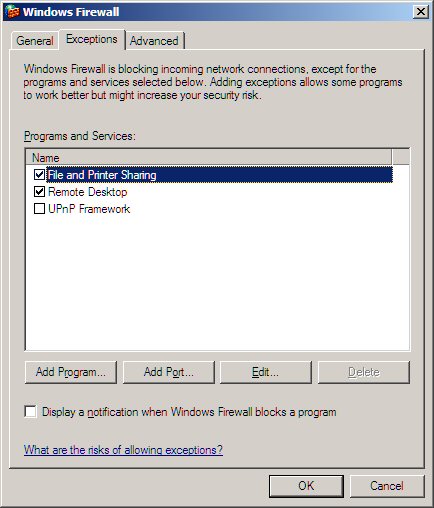 Windows Firewall
General
Exceptions
Advanced
Windows Firewall is blocking incoming network connections, except for the
programs and services selected below. Adding exceptions allows some programs
to work better but might increase your security risk.
Programs and Services:
Name
File and Printer Sharing
Remote Desktop
UPnP Framework
Add Program...
Add Port...
Edit...
Delete
Display a notification when Windows Firewall blocks a program
What are the risks of allowing exceptions?
OK
Cancel